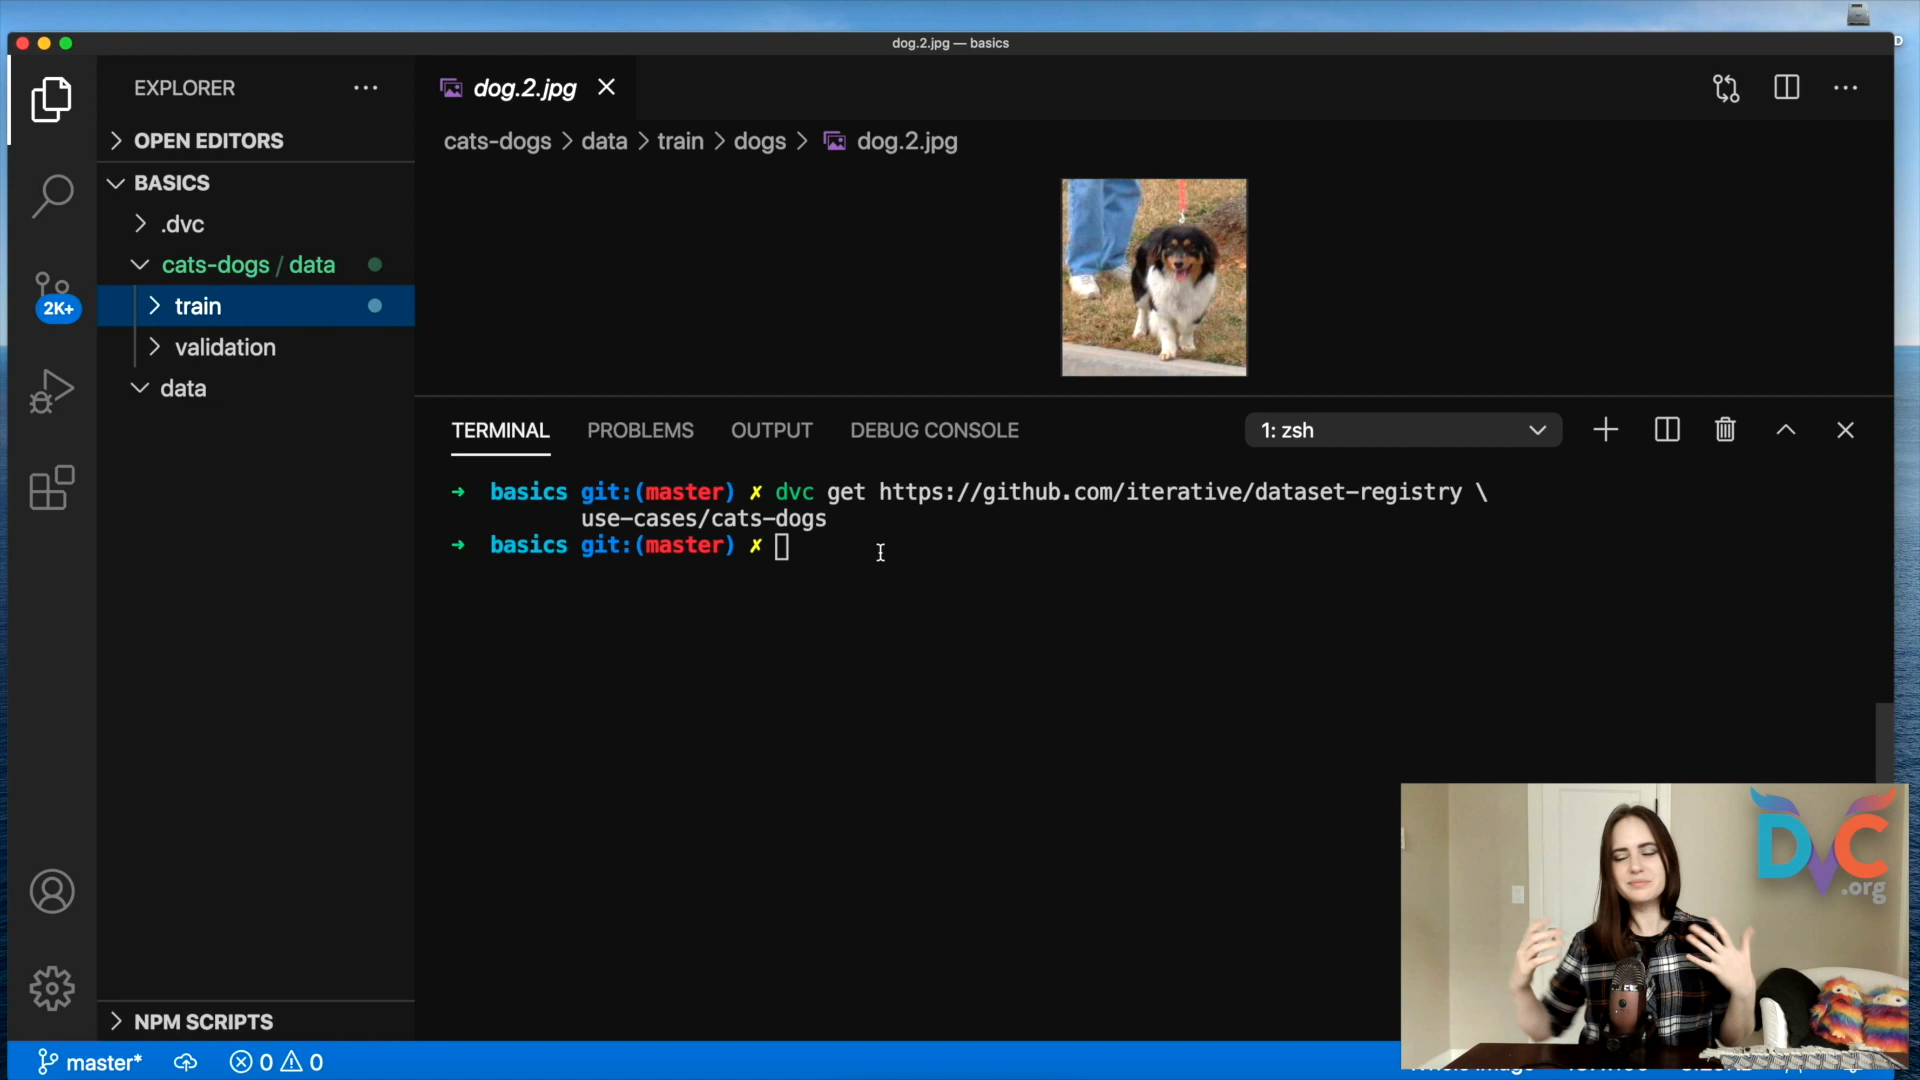 D
dog.2.jpg — basics
EXPLORER
dog.2.jpg
OPEN EDITORS
cats-dogs > data > train > dogs > dog.2.jpg
BASICS
.dvc
cats-dogs / data
train
2K+
validation
data
TERMINAL PROBLEMS OUTPUT DEBUG CONSOLE 1: zsh
➜ basics git:(master) ✗ dvc get https://github.com/iterative/dataset-registry \
use-cases/cats-dogs
➜ basics git:(master) ✗
DVC
.org
NPM SCRIPTS
master* 0 0